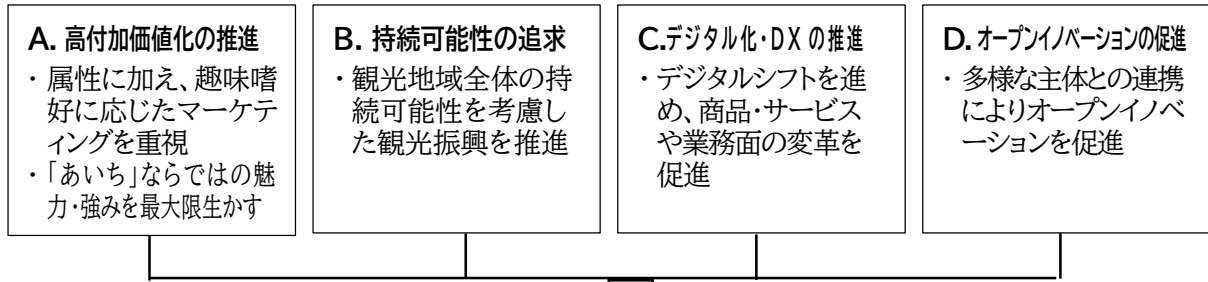 A. 高付加価値化の推進
・ 属性に加え、趣味嗜
好に応じたマーケテ
ィングを重視
・「あいち」ならではの魅
力・強みを最大限生かす
B. 持続可能性の追求
・ 観光地域全体の持
続可能性を考慮し
た観光振興を推進
C.デジタル化・DX の推進
・ デジタルシフトを進
め、商品・サービス
や業務面の変革を
促進
D. オープンイノベーションの促進
・ 多様な主体との連携
によりオープンイノベ
ーションを促進